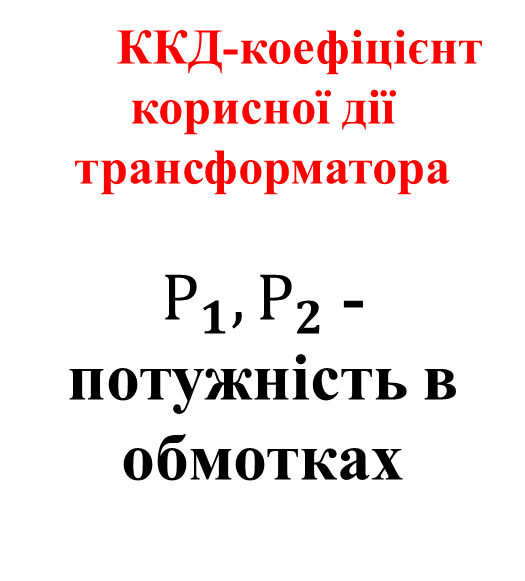 ККД-коефіцієнт
корисної дії
трансформатора
P₁, P₂ -
потужність в
обмотках